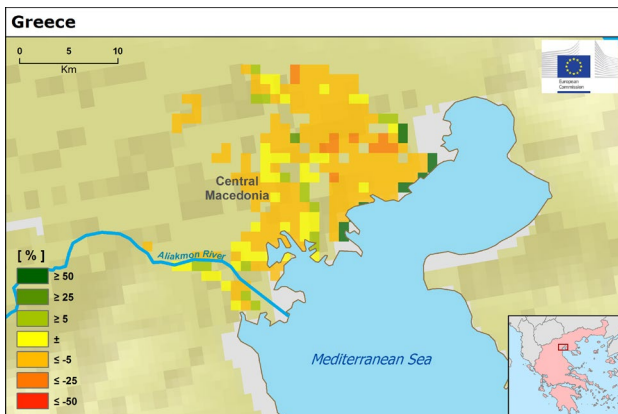 Greece
0 5 10
Km
European
Commission
Central
Macedonia
Aliakmon River
[ % ]
≥ 50
≥ 25
≥ 5
±
≤ -5
≤ -25
≤ -50
Mediterranean Sea